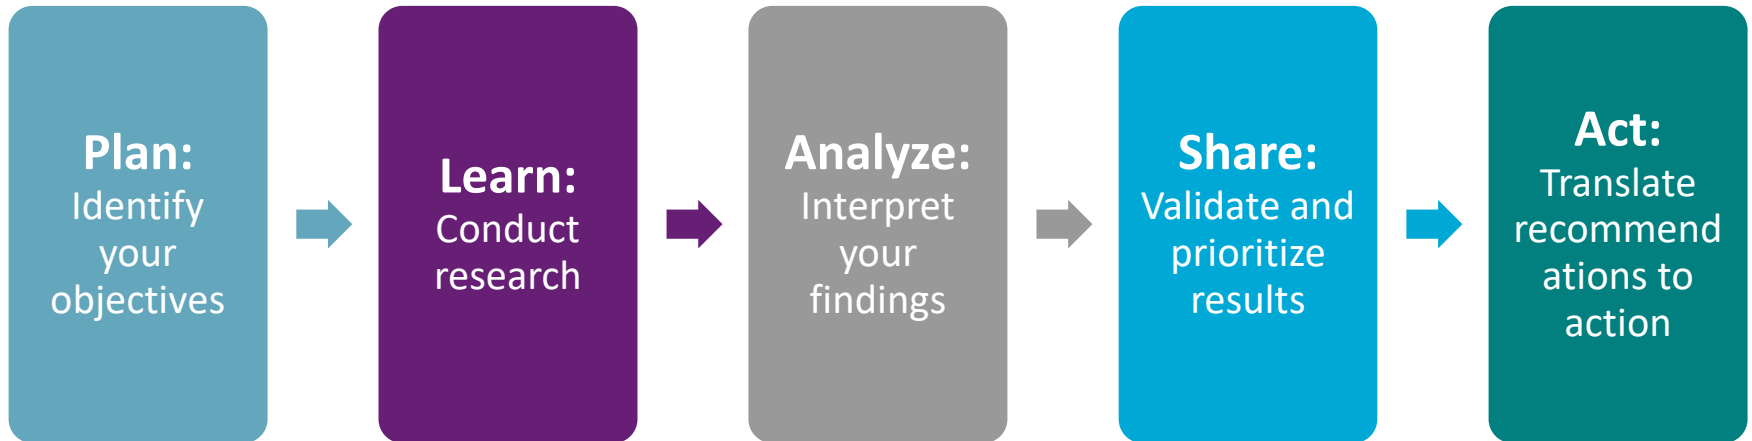 Plan:
Identify
your
objectives
Learn:
Conduct
research
Analyze:
Interpret
your
findings
Share:
Validate and
prioritize
results
Act:
Translate
recommend
ations to
action